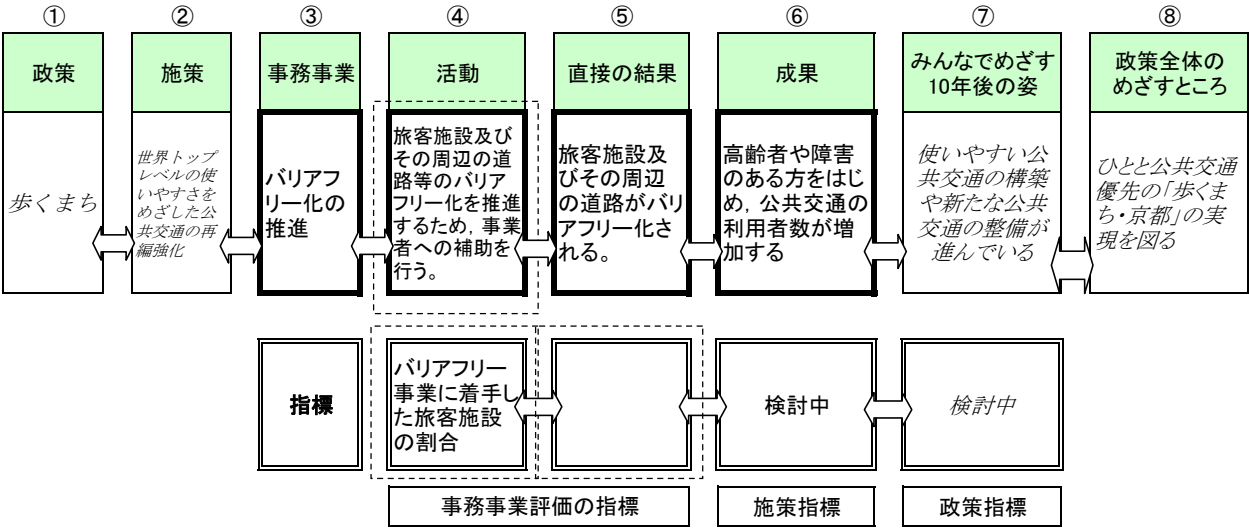 ①
②
③
④
⑤
⑥
⑦
⑧
政策
施策
事務事業
活動
直接の結果
成果
みんなでめざす
10年後の姿
政策全体の
めざすところ
歩くまち
世界トップ
レベルの使
いやすさを
めざした公
共交通の再
編強化
バリアフ
リー化の
推進
旅客施設及び
その周辺の道
路等のバリア
フリー化を推進
するため，事業
者への補助を
行う。
旅客施設及
びその周辺
の道路がバリ
アフリー化さ
れる。
高齢者や障害
のある方をはじ
め，公共交通の
利用者数が増
加する
使いやすい公
共交通の構築
や新たな公共
交通の整備が
進んでいる
ひとと公共交通
優先の「歩くま
ち・京都」の実
現を図る
指標
バリアフリー
事業に着手し
た旅客施設
の割合
検討中
検討中
事務事業評価の指標
施策指標
政策指標